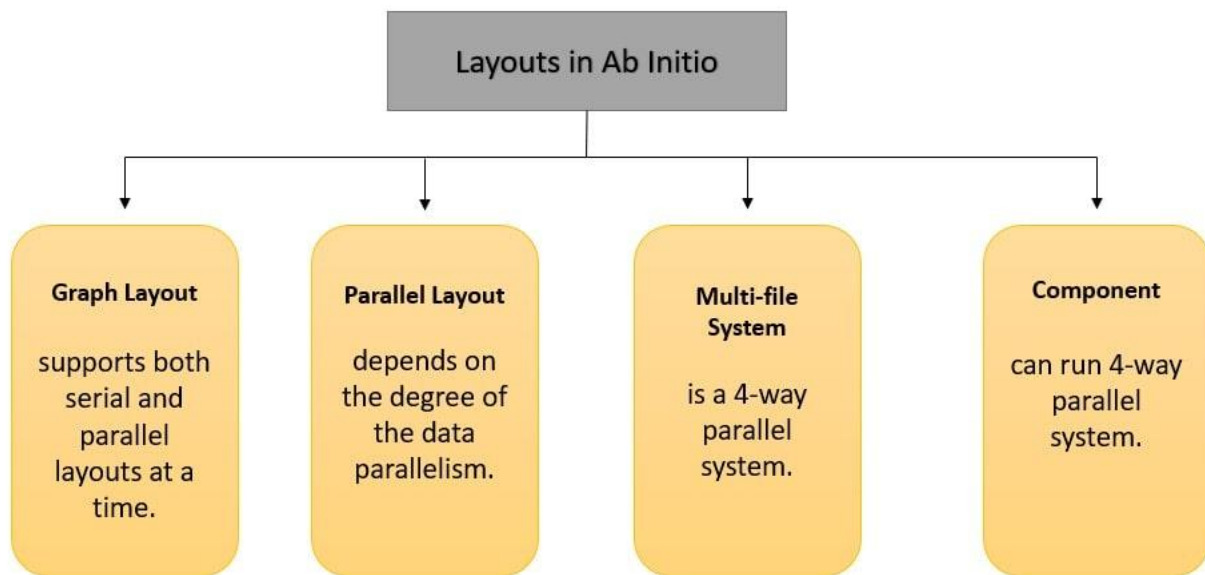 Layouts in Ab Initio
Graph Layout
supports both
serial and
parallel
layouts at a
time.
Parallel Layout
depends on
the degree of
the data
parallelism.
Multi-file
System
is a 4-way
parallel
system.
Component
can run 4-way
parallel
system.